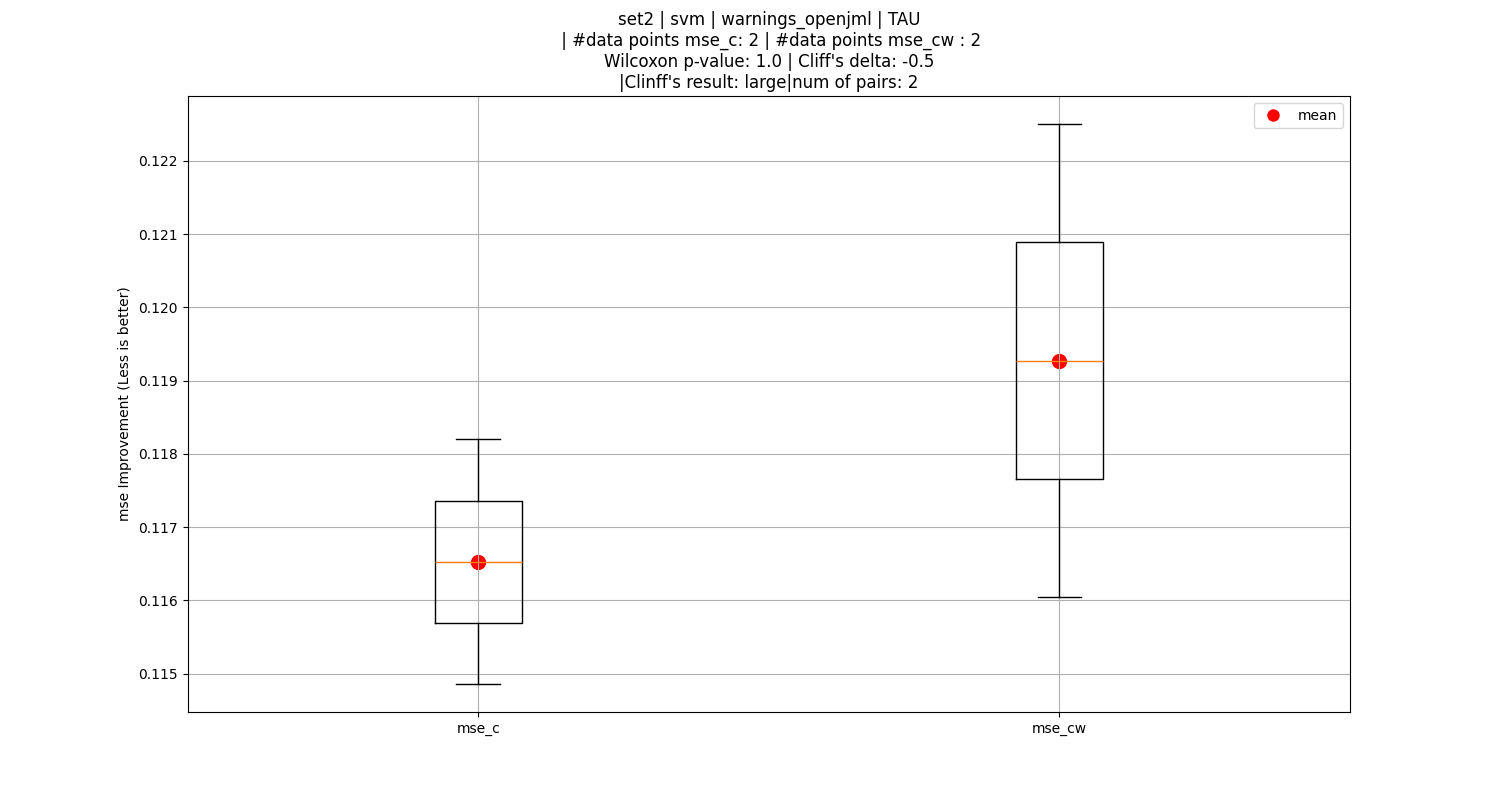 set2 | svm | warnings_openjml | TAU
| #data points mse_c: 2 | #data points mse_cw : 2
Wilcoxon p-value: 1.0 | Cliff's delta: -0.5
|Clinff's result: large|num of pairs: 2
mean
mse Improvement (Less is better)
0.122
0.121
0.120
0.119
0.118
0.117
0.116
0.115
mse_c
mse_cw